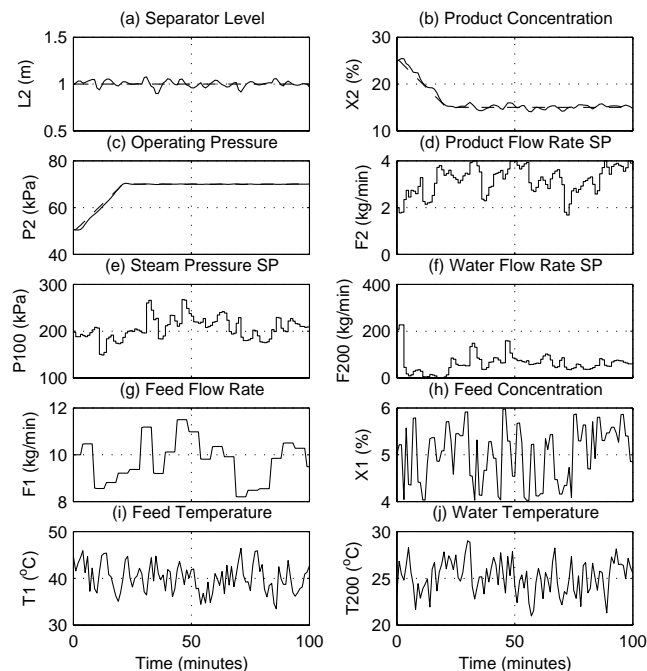 (a) Separator Level
(b) Product Concentration
1.5
1
0.5
L2 (m)
30
20
10
X2 (%)
(c) Operating Pressure
(d) Product Flow Rate SP
80
60
40
P2 (kPa)
4
2
0
F2 (kg/min)
(e) Steam Pressure SP
(f) Water Flow Rate SP
300
200
100
P100 (kPa)
400
200
0
F200 (kg/min)
(g) Feed Flow Rate
(h) Feed Concentration
12
10
8
F1 (kg/min)
6
5
4
X1 (%)
(i) Feed Temperature
(j) Water Temperature
50
40
30
T1 (°C)
30
25
20
T200 (°C)
0 50 100
0 50 100
Time (minutes)
Time (minutes)